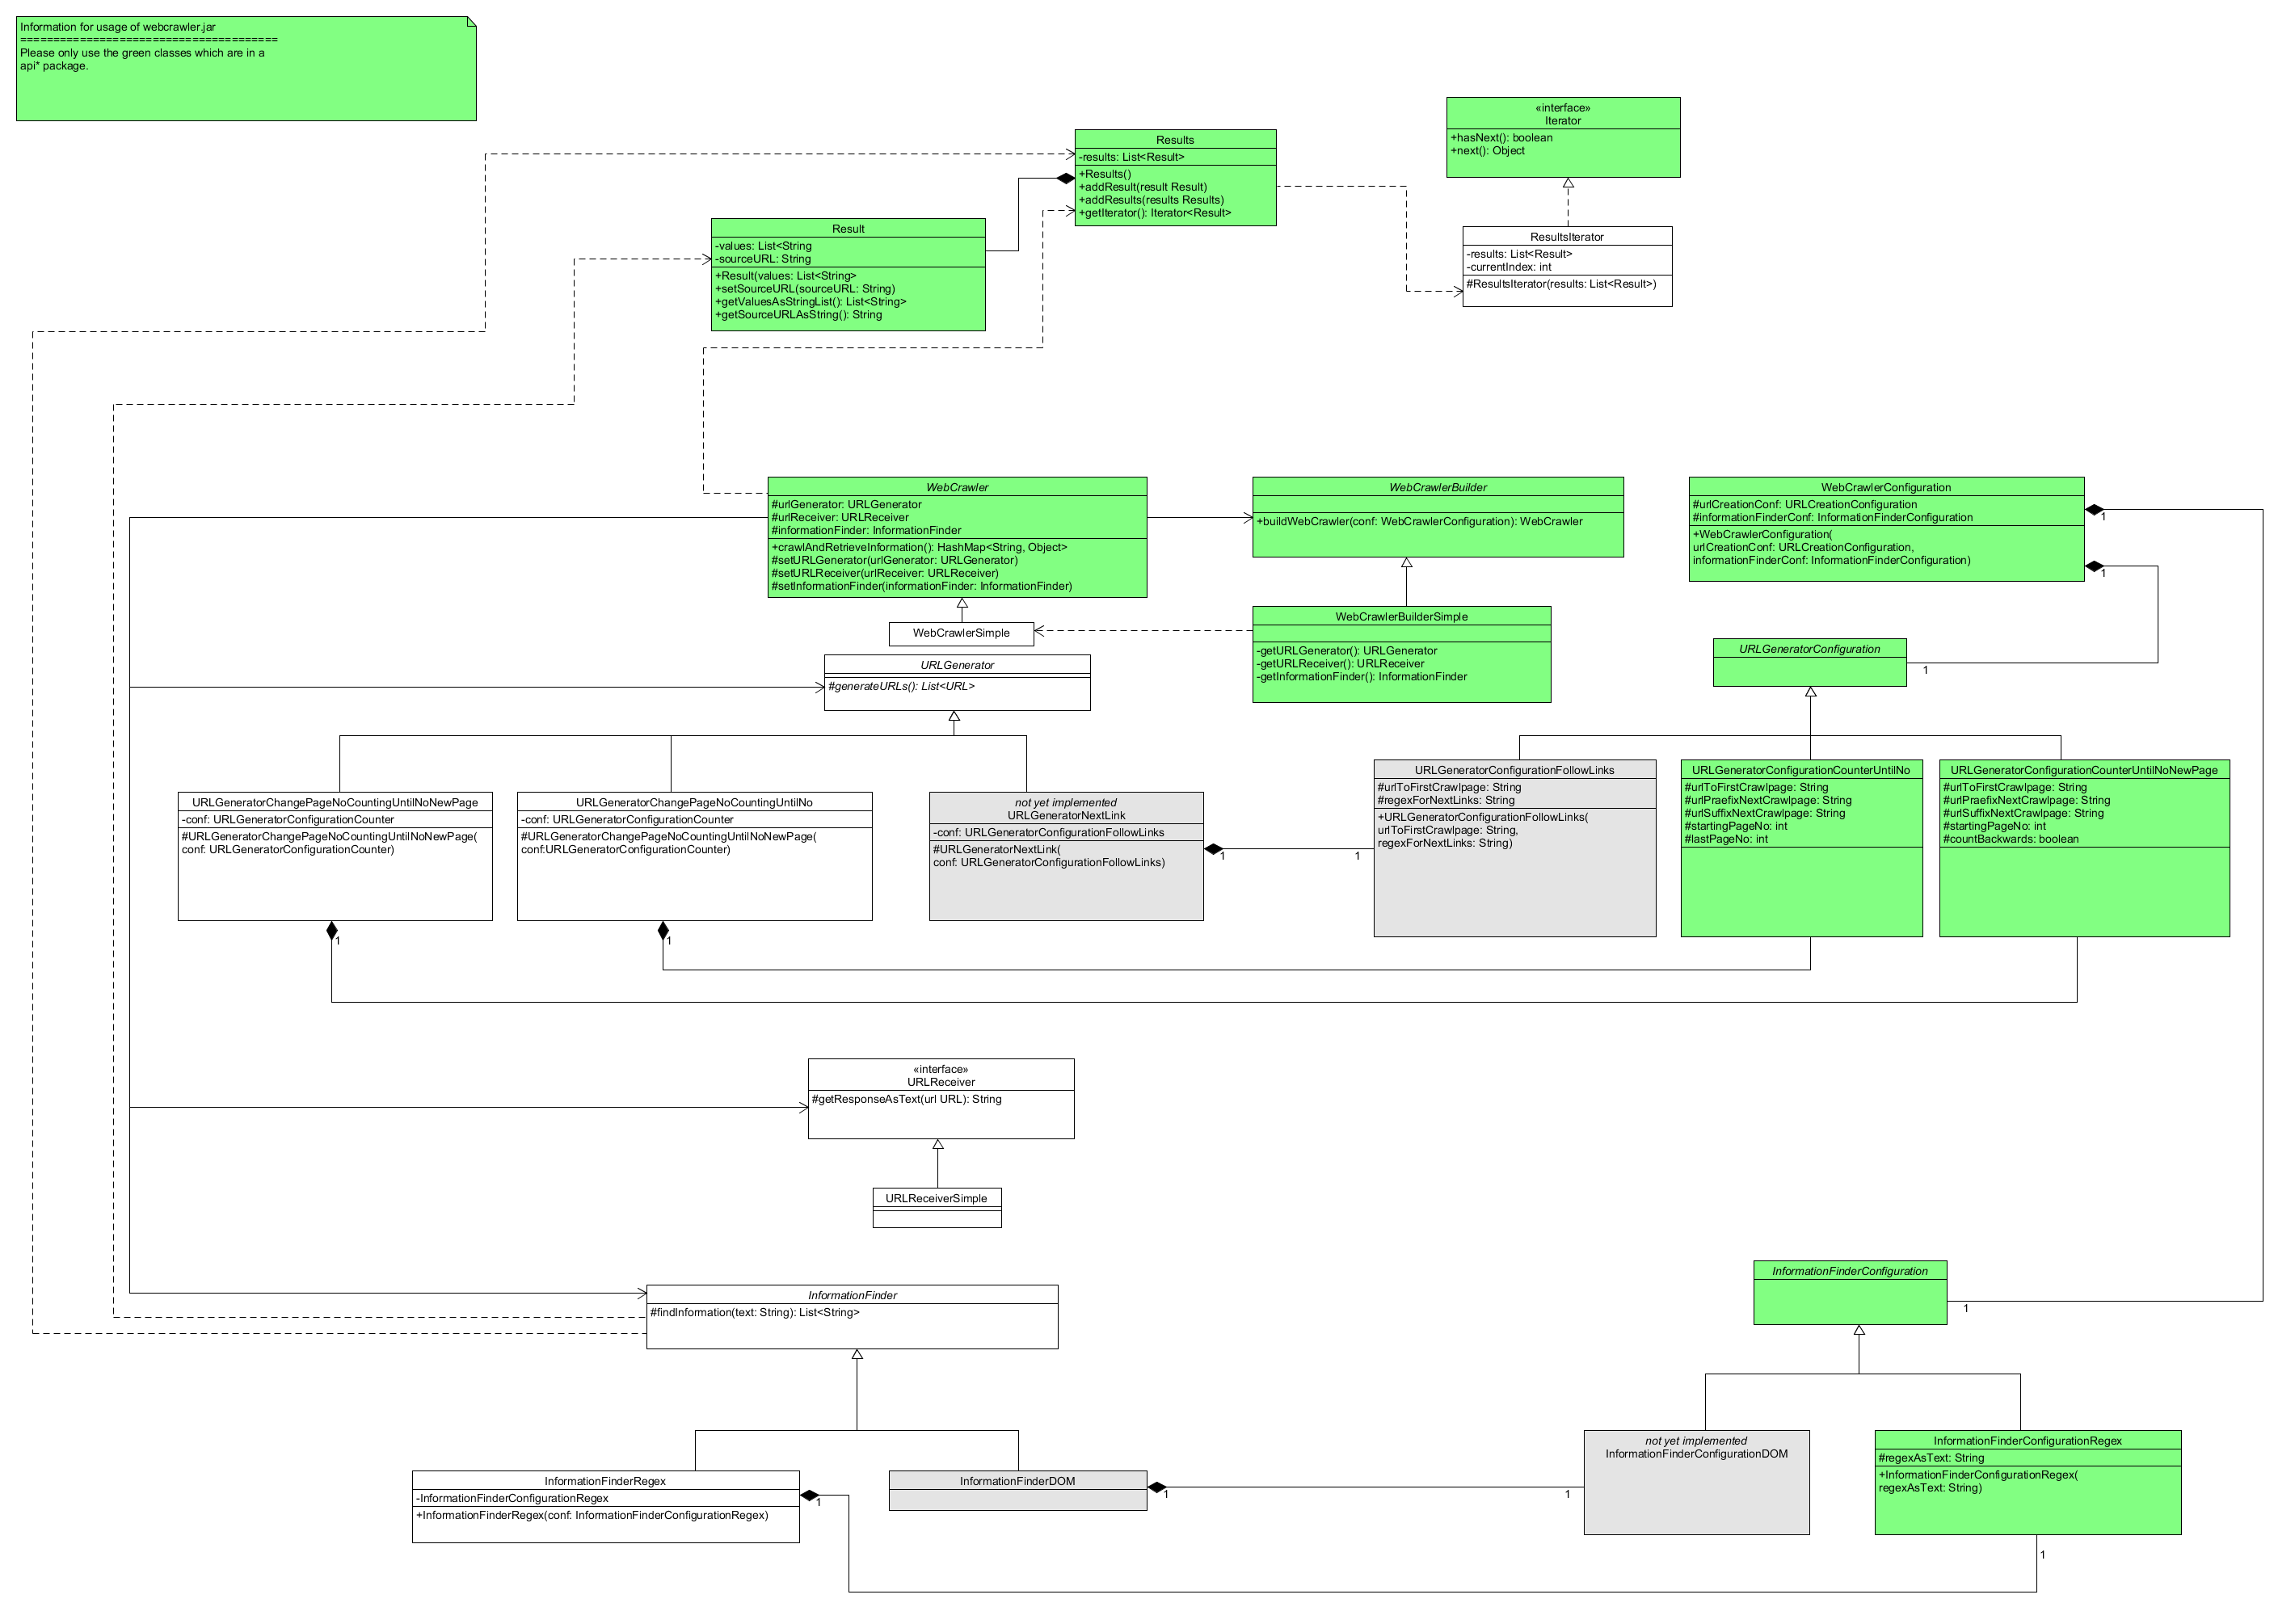 Information for usage of webcrawler.jar
=======================================
Please only use the green classes which are in a
api* package.
«interface»
Iterator
+hasNext(): boolean
+next(): Object
Results
-results: List<Result>
+Results()
+addResult(result Result)
+addResults(results Results)
+getIterator(): Iterator<Result>
Result
-values: List<String
-sourceURL: String
+Result(values: List<String>
+setSourceURL(sourceURL: String)
+getValuesAsStringList(): List<String>
+getSourceURLAsString(): String
ResultsIterator
-results: List<Result>
-currentIndex: int
#ResultsIterator(results: List<Result>)
WebCrawler
#urlGenerator: URLGenerator
#urlReceiver: URLReceiver
#informationFinder: InformationFinder
+crawlAndRetrieveInformation(): HashMap<String, Object>
#setURLGenerator(urlGenerator: URLGenerator)
#setURLReceiver(urlReceiver: URLReceiver)
#setInformationFinder(informationFinder: InformationFinder)
WebCrawlerBuilder
+buildWebCrawler(conf: WebCrawlerConfiguration): WebCrawler
WebCrawlerConfiguration
#urlCreationConf: URLCreationConfiguration
#informationFinderConf: InformationFinderConfiguration
+WebCrawlerConfiguration(
urlCreationConf: URLCreationConfiguration,
informationFinderConf: InformationFinderConfiguration)
1
1
WebCrawlerSimple
WebCrawlerBuilderSimple
-getURLGenerator(): URLGenerator
-getURLReceiver(): URLReceiver
-getInformationFinder(): InformationFinder
URLGeneratorConfiguration
1
URLGenerator
#generateURLs(): List<URL>
URLGeneratorChangePageNoCountingUntilNoNewPage
-conf: URLGeneratorConfigurationCounter
#URLGeneratorChangePageNoCountingUntilNoNewPage(
conf: URLGeneratorConfigurationCounter)
1
URLGeneratorChangePageNoCountingUntilNo
-conf: URLGeneratorConfigurationCounter
#URLGeneratorChangePageNoCountingUntilNoNewPage(
conf:URLGeneratorConfigurationCounter)
1
not yet implemented
URLGeneratorNextLink
-conf: URLGeneratorConfigurationFollowLinks
#URLGeneratorNextLink(
conf: URLGeneratorConfigurationFollowLinks)
1
1
URLGeneratorConfigurationFollowLinks
#urlToFirstCrawlpage: String
#regexForNextLinks: String
+URLGeneratorConfigurationFollowLinks(
urlToFirstCrawlpage: String,
regexForNextLinks: String)
URLGeneratorConfigurationCounterUntilNo
#urlToFirstCrawlpage: String
#urlPraefixNextCrawlpage: String
#urlSuffixNextCrawlpage: String
#startingPageNo: int
#lastPageNo: int
URLGeneratorConfigurationCounterUntilNoNewPage
#urlToFirstCrawlpage: String
#urlPraefixNextCrawlpage: String
#urlSuffixNextCrawlpage: String
#startingPageNo: int
#countBackwards: boolean
«interface»
URLReceiver
#getResponseAsText(url URL): String
URLReceiverSimple
InformationFinder
#findInformation(text: String): List<String>
InformationFinderConfiguration
1
InformationFinderRegex
-InformationFinderConfigurationRegex
+InformationFinderRegex(conf: InformationFinderConfigurationRegex)
1
InformationFinderDOM
1
1
not yet implemented
InformationFinderConfigurationDOM
InformationFinderConfigurationRegex
#regexAsText: String
+InformationFinderConfigurationRegex(
regexAsText: String)
1